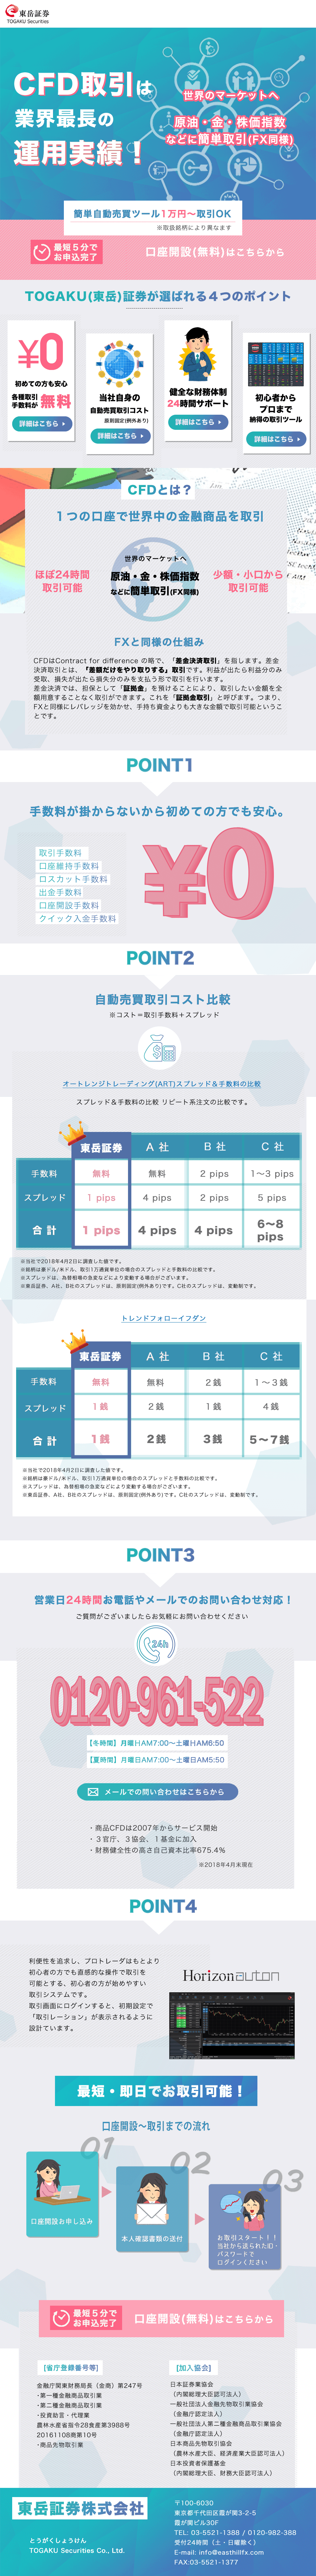 東岳証券
TOGAKU Securities
CFD取引は
業界最長の
運用実績！
世界のマーケットへ
原油・金・株価指数
などに簡単取引(FX同様)
簡単自動売買ツール1万円～取引OK
※取扱銘柄により異なります
最短５分で
お申込完了
口座開設(無料)はこちらから
TOGAKU(東岳)証券が選ばれる４つのポイント
¥0
初めての方も安心
各種取引
手数料が
無料
詳細はこちら
当社自身の
自動売買取引コスト
原則固定(例外あり)
詳細はこちら
健全な財務体制
24時間サポート
詳細はこちら
初心者から
プロまで
納得の取引ツール
詳細はこちら
CFDとは？
１つの口座で世界中の金融商品を取引
ほぼ24時間
取引可能
世界のマーケットへ
原油・金・株価指数
などに簡単取引(FX同様)
少額・小口から
取引可能
FXと同様の仕組み
CFDはContract for difference の略で、「差金決済取引」を指します。差金
決済取引とは、「差額だけをやり取りする」取引です。利益が出たら利益分のみ
受取、損失が出たら損失分のみを支払う形で取引を行います。
差金決済では、担保として「証拠金」を預けることにより、取引したい金額を全
額用意することなく取引ができます。これを「証拠金取引」と呼びます。つまり、
FXと同様にレバレッジを効かせ、手持ち資金よりも大きな金額で取引可能というこ
とです。
POINT1
手数料が掛からないから初めての方でも安心。
取引手数料
口座維持手数料
ロスカット手数料
出金手数料
口座開設手数料
クイック入金手数料
¥0
POINT2
自動売買取引コスト比較
※コスト＝取引手数料＋スプレッド
オートレンジトレーディング(ART)スプレッド＆手数料の比較
スプレッド＆手数料の比較 リピート系注文の比較です。
東岳証券 A 社 B 社 C 社
手数料 無料 無料 2 pips 1～3 pips
スプレッド 1 pips 4 pips 2 pips 5 pips
合 計 1 pips 4 pips 4 pips 6～8 pips
※当社で2018年4月2日に調査した値です。
※銘柄は豪ドル/米ドル、取引1万通貨単位の場合のスプレッドと手数料の比較です。
※スプレッドは、為替相場の急変などにより変動する場合がございます。
※東岳証券、A社、B社のスプレッドは、原則固定(例外あり)です。C社のスプレッドは、変動制です。
トレンドフォローイフダン
東岳証券 A 社 B 社 C 社
手数料 無料 無料 2 銭 1～3 銭
スプレッド 1 銭 2 銭 1 銭 4 銭
合 計 1 銭 2銭 3銭 5～7銭
※当社で2018年4月2日に調査した値です。
※銘柄は豪ドル/米ドル、取引1万通貨単位の場合のスプレッドと手数料の比較です。
※スプレッドは、為替相場の急変などにより変動する場合がございます。
※東岳証券、A社、B社のスプレッドは、原則固定(例外あり)です。C社のスプレッドは、変動制です。
POINT3
営業日24時間お電話やメールでのお問い合わせ対応！
ご質問がございましたらお気軽にお問い合わせください
24h
0120-961-522
【冬時間】月曜日AM7:00～土曜日AM6:50
【夏時間】月曜日AM7:00～土曜日AM5:50
メールでの問い合わせはこちらから
・商品CFDは2007年からサービス開始
・３官庁、３協会、１基金に加入
・財務健全性の高さ自己資本比率675.4%
※2018年4月末現在
POINT4
利便性を追求し、プロトレーダはもとより
初心者の方でも直感的な操作で取引を
可能とする、初心者の方が始めやすい
取引システムです。
取引画面にログインすると、初期設定で
「取引レーション」が表示されるように
設計ています。
Horizon auton
最短・即日でお取引可能！
口座開設～取引までの流れ
01
口座開設お申し込み
02
本人確認書類の送付
03
お取引スタート！！
当社から送られたID・
パスワードで
ログインください
最短５分で
お申込完了
口座開設(無料)はこちらから
[省庁登録番号等]
金融庁関東財務局長（金商）第247号
・第一種金融商品取引業
・第二種金融商品取引業
・投資助言・代理業
農林水産省指令28食産第3988号
20161108商第10号
・商品先物取引業
[加入協会]
日本証券業協会
（内閣総理大臣認可法人）
一般社団法人金融先物取引業協会
（金融庁認定法人）
一般社団法人第二種金融商品取引業協会
（金融庁認定法人）
日本商品先物取引協会
（農林水産大臣、経済産業大臣認可法人）
日本投資者保護基金
（内閣総理大臣、財務大臣認可法人）
東岳証券株式会社
とうがくしょうけん
TOGAKU Securities Co., Ltd.
〒100-6030
東京都千代田区霞が関3-2-5
霞が関ビル30F
TEL: 03-5521-1388 / 0120-982-388
受付24時間（土・日曜除く）
E-mail: info@easthillfx.com
FAX:03-5521-1377